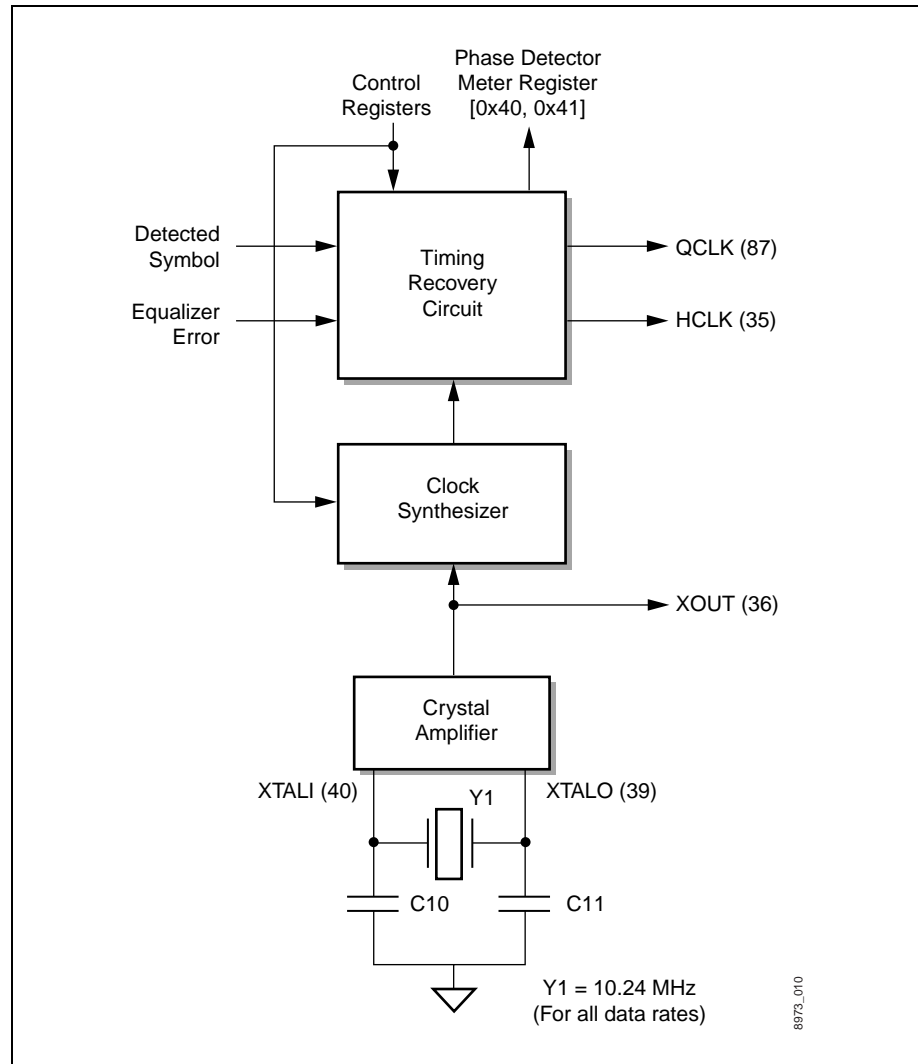 Control
Registers
Phase Detector
Meter Register
[0x40, 0x41]
Detected
Symbol
Equalizer
Error
Timing
Recovery
Circuit
QCLK (87)
HCLK (35)
Clock
Synthesizer
XOUT (36)
Crystal
Amplifier
XTALI (40)
Y1
XTALO (39)
C10
C11
Y1 = 10.24 MHz
(For all data rates)
8973_010